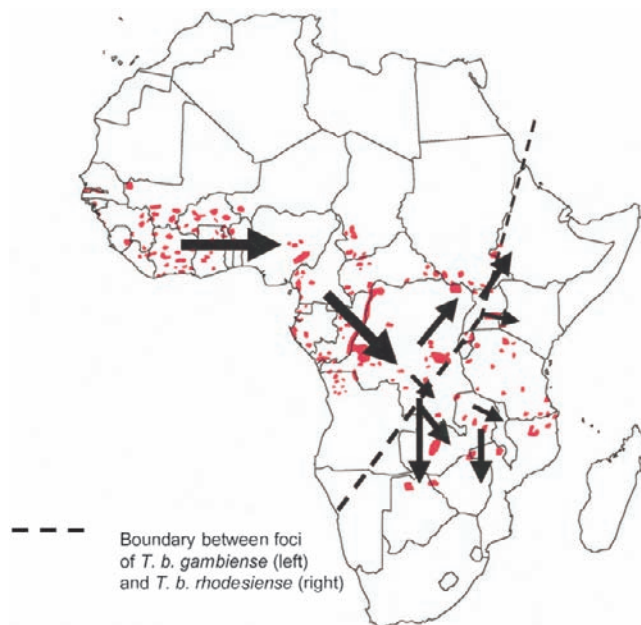 Boundary between foci
of T. b. gambiense (left)
and T. b. rhodesiense (right)